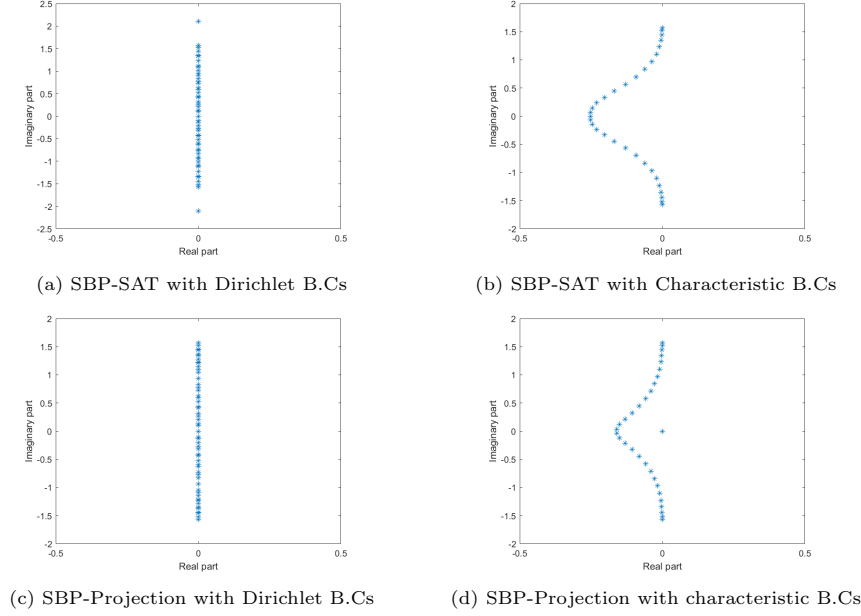 2.5
2
1.5
1
0.5
0
-0.5
-1
-1.5
-2
-2.5
Imaginary part
-0.5 0 0.5
Real part
(a) SBP-SAT with Dirichlet B.Cs
2
1.5
1
0.5
0
-0.5
-1
-1.5
-2
Imaginary part
-0.5 0 0.5
Real part
(b) SBP-SAT with Characteristic B.Cs
2
1.5
1
0.5
0
-0.5
-1
-1.5
-2
Imaginary part
-0.5 0 0.5
Real part
(c) SBP-Projection with Dirichlet B.Cs
2
1.5
1
0.5
0
-0.5
-1
-1.5
-2
Imaginary part
-0.5 0 0.5
Real part
(d) SBP-Projection with characteristic B.Cs